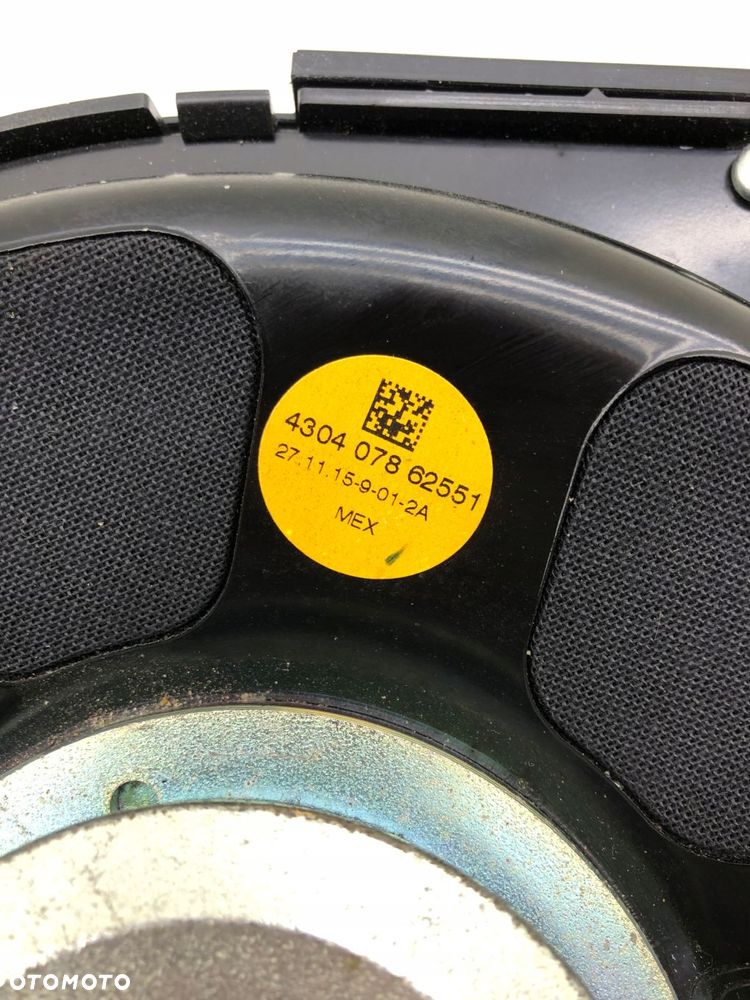 4304 078 62551
27.11.15-9-01-2A
MEX
OTOMOTO